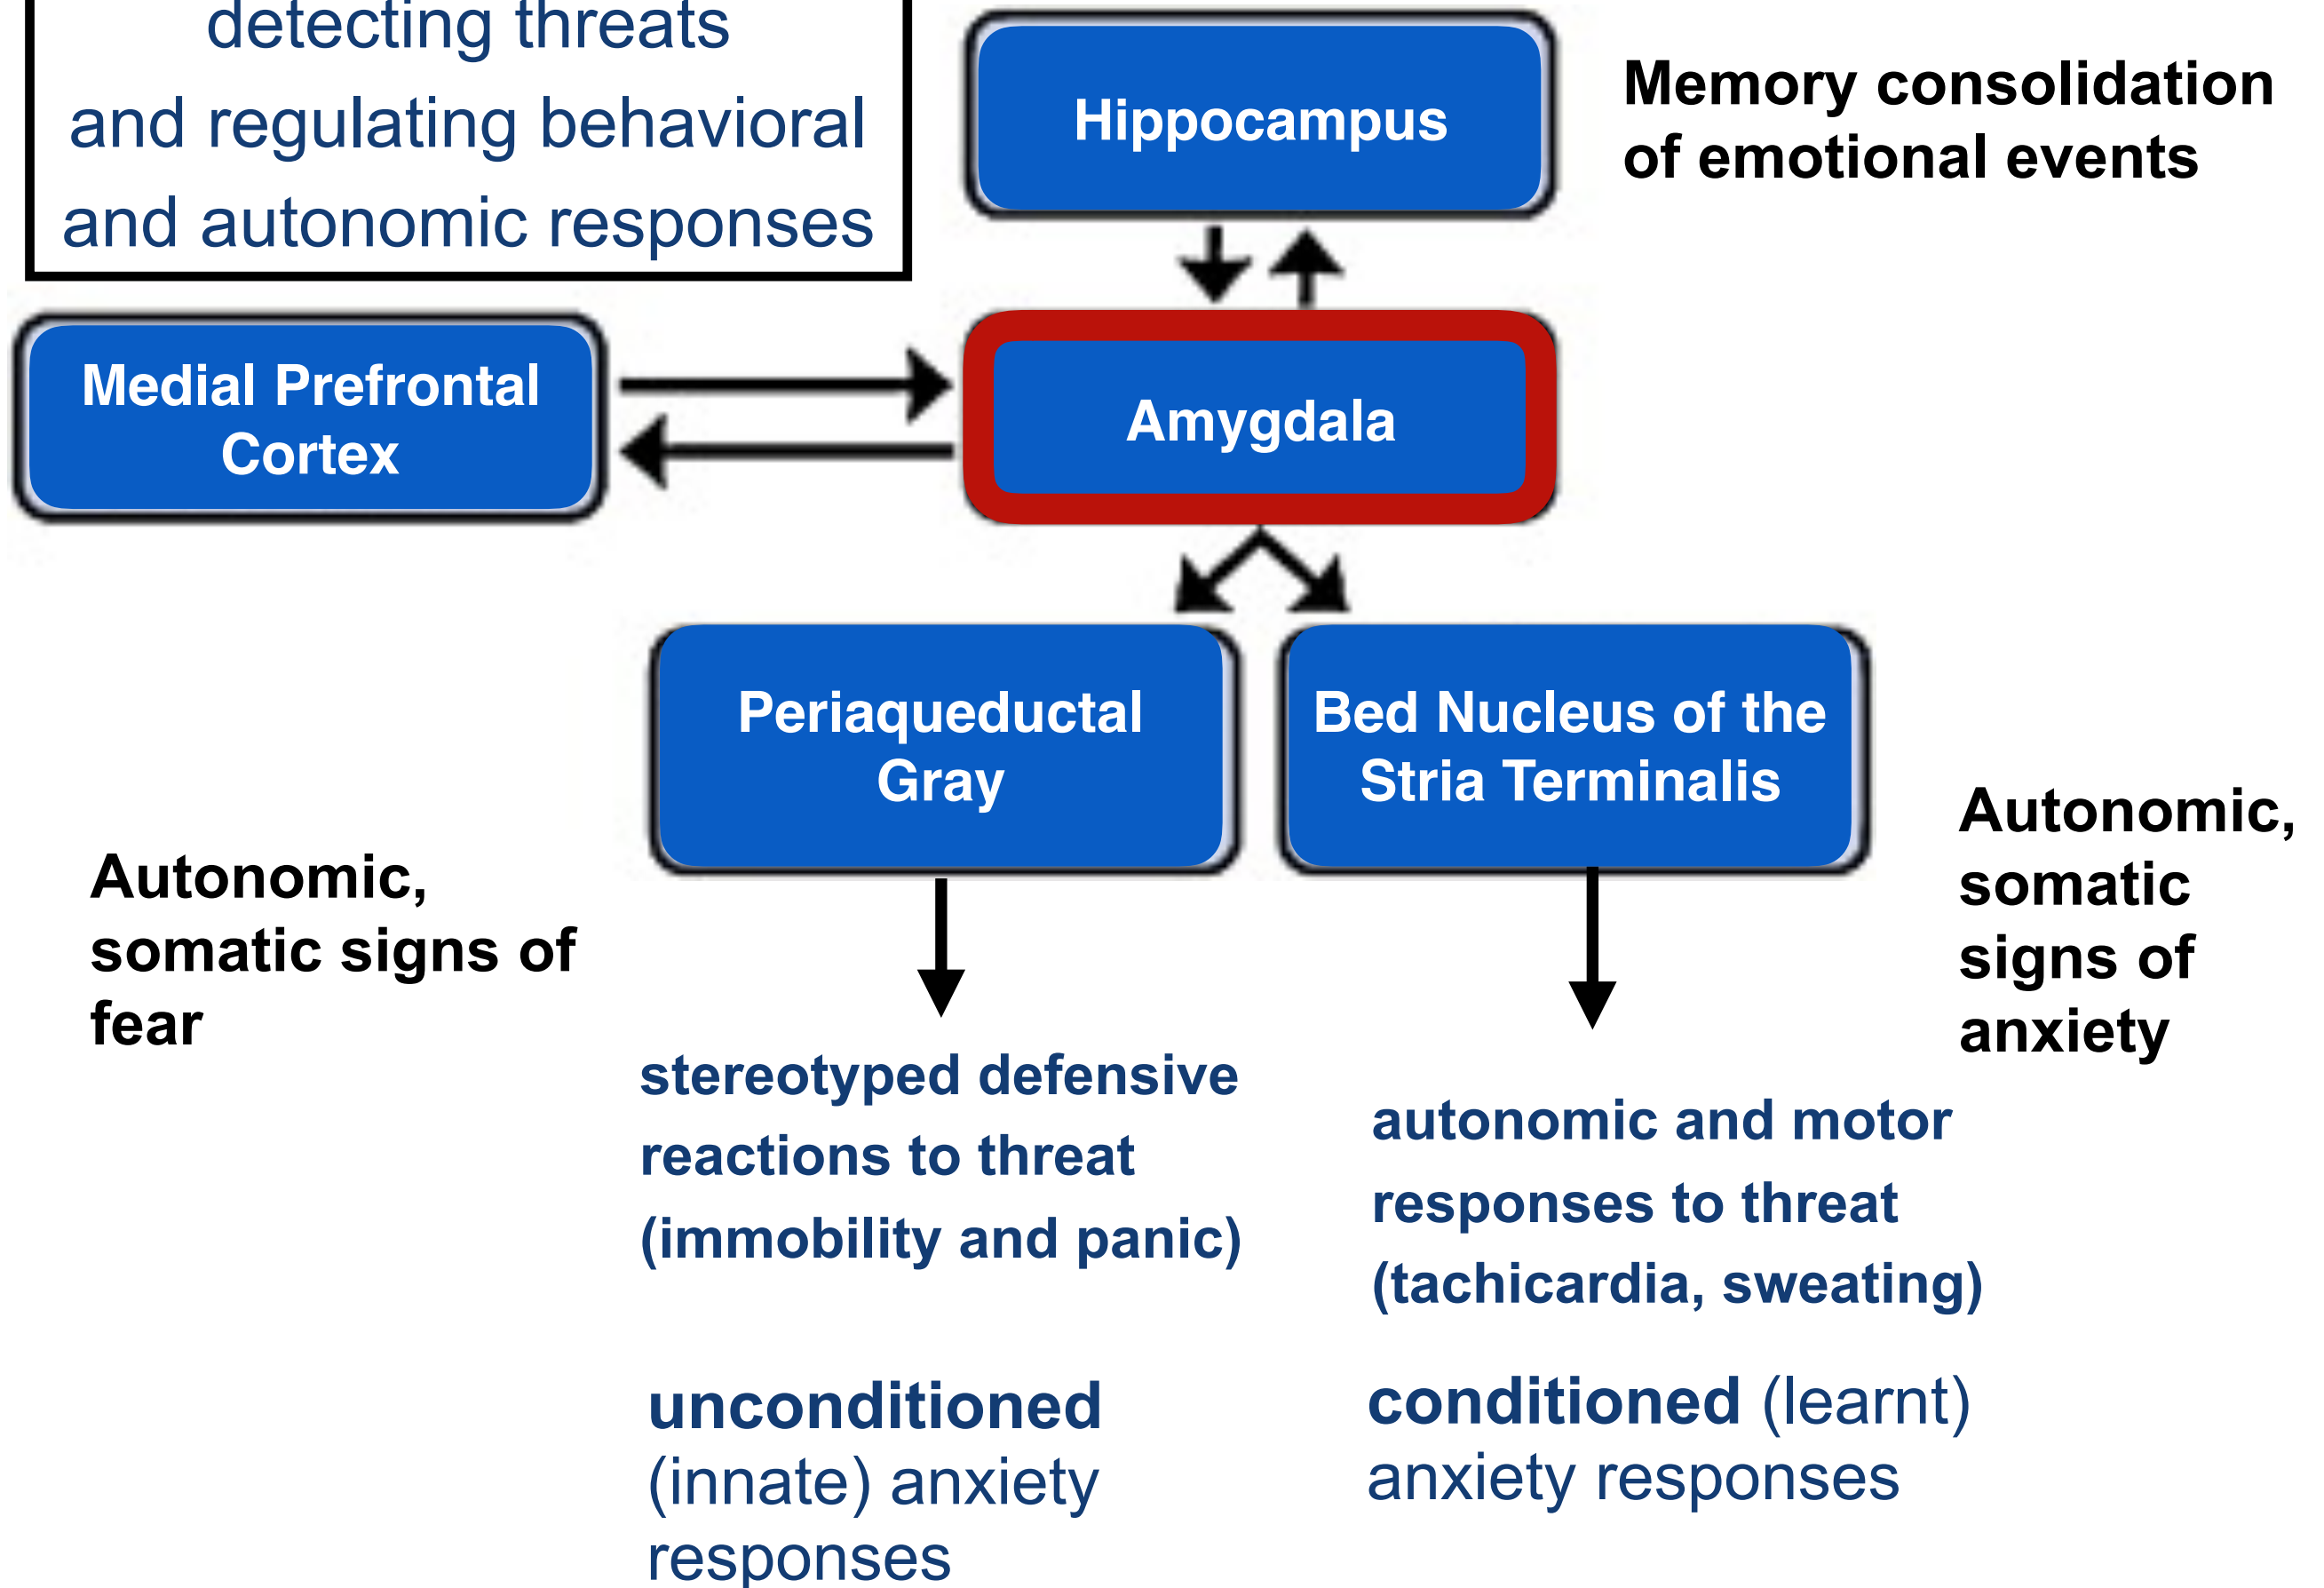 detecting threats
and regulating behavioral
and autonomic responses
Hippocampus
Memory consolidation
of emotional events
Medial Prefrontal
Cortex
Amygdala
Periaqueductal
Gray
Bed Nucleus of the
Stria Terminalis
Autonomic,
somatic signs of
fear
Autonomic,
somatic
signs of
anxiety
stereotyped defensive
reactions to threat
(immobility and panic)
autonomic and motor
responses to threat
(tachicardia, sweating)
unconditioned
(innate) anxiety
responses
conditioned (learnt)
anxiety responses